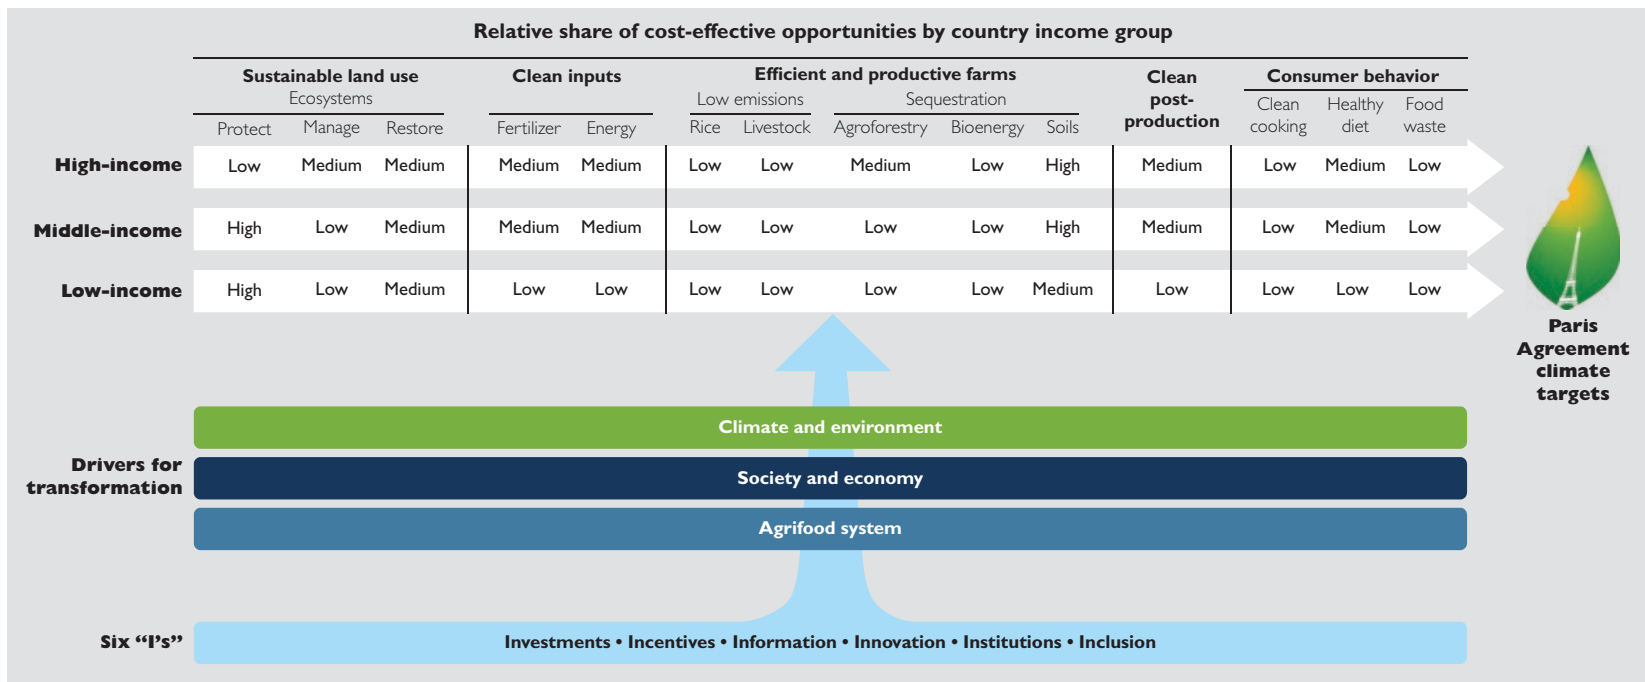 Relative share of cost-effective opportunities by country income group
Sustainable land use Clean inputs Efficient and productive farms Clean post-production Consumer behavior
Ecosystems Low emissions Sequestration
Protect Manage Restore Fertilizer Energy Rice Livestock Agroforestry Bioenergy Soils Clean cooking Healthy diet Food waste
High-income Low Medium Medium Medium Medium Low Low Medium Low High Medium Low Medium Low
Middle-income High Low Medium Medium Medium Low Low Low Low High Medium Low Medium Low
Low-income High Low Medium Low Low Low Low Low Low Medium Low Low Low Low
Paris
Agreement
climate
targets
Drivers for
transformation
Climate and environment
Society and economy
Agrifood system
Six “I’s”
Investments • Incentives • Information • Innovation • Institutions • Inclusion